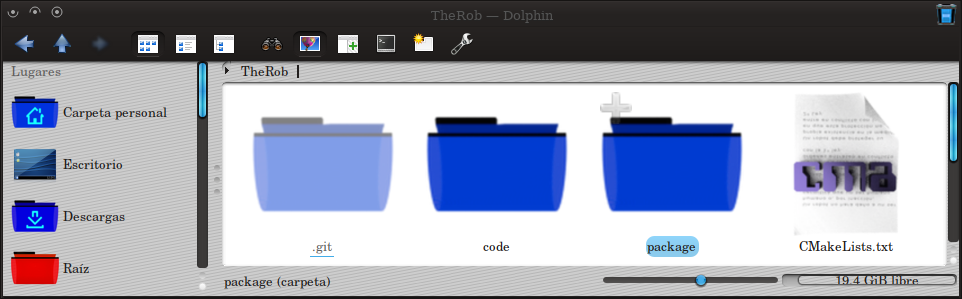 TheRob — Dolphin
Lugares
TheRob
Carpeta personal
Escritorio
Descargas
Raíz
.git
code
package
CMakeLists.txt
package (carpeta)
19,4 GiB libre